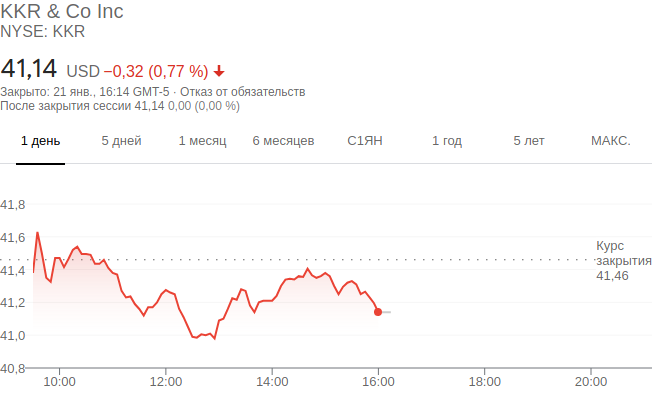 KKR & Co Inc
NYSE: KKR
41,14 USD −0,32 (0,77 %)
Закрыто: 21 янв., 16:14 GMT-5 · Отказ от обязательств
После закрытия сессии 41,14 0,00 (0,00 %)
1 день 5 дней 1 месяц 6 месяцев С1ЯН 1 год 5 лет МАКС.
41,8
41,6
41,4
41,2
41,0
40,8
Курс
закрытия
41,46
10:00 12:00 14:00 16:00 18:00 20:00